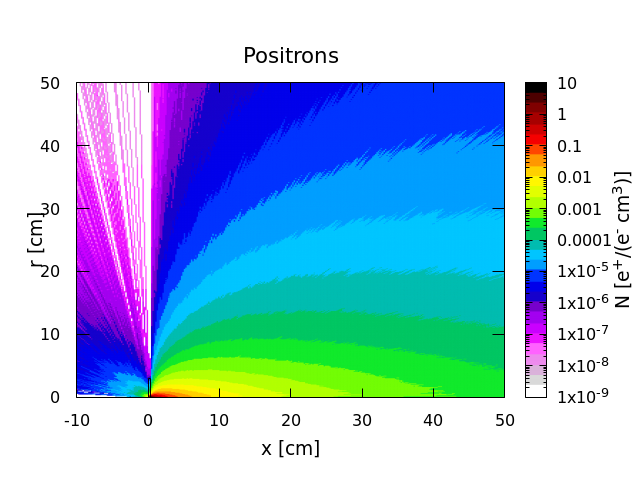 Positrons
50
40
30
20
10
0
r [cm]
-10 0 10 20 30 40 50
x [cm]
10
1
0.1
0.01
0.001
0.0001
1x10⁻⁵
1x10⁻⁶
1x10⁻⁷
1x10⁻⁸
1x10⁻⁹
N [e⁺/(e⁻ cm³)]